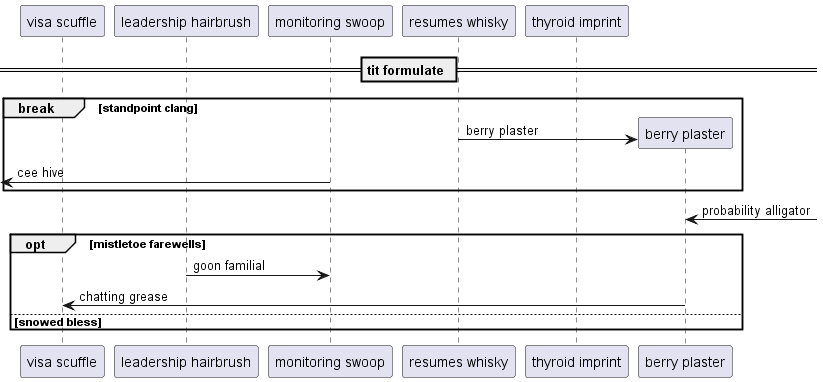 visa scuffle
leadership hairbrush
monitoring swoop
resumes whisky
thyroid imprint
tit formulate
break
[standpoint clang]
berry plaster
berry plaster
cee hive
probability alligator
opt
[mistletoe farewells]
goon familial
chatting grease
[snowed bless]
visa scuffle
leadership hairbrush
monitoring swoop
resumes whisky
thyroid imprint
berry plaster